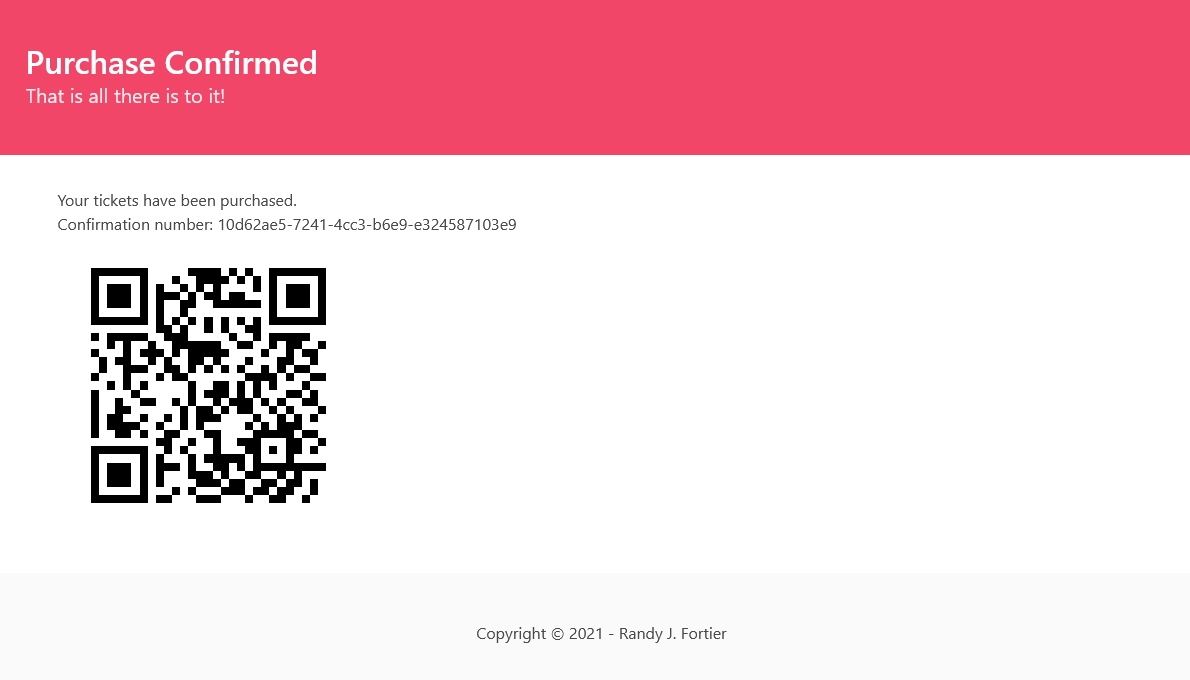 Purchase Confirmed
That is all there is to it!
Your tickets have been purchased.
Confirmation number: 10d62ae5-7241-4cc3-b6e9-e324587103e9
Copyright © 2021 - Randy J. Fortier